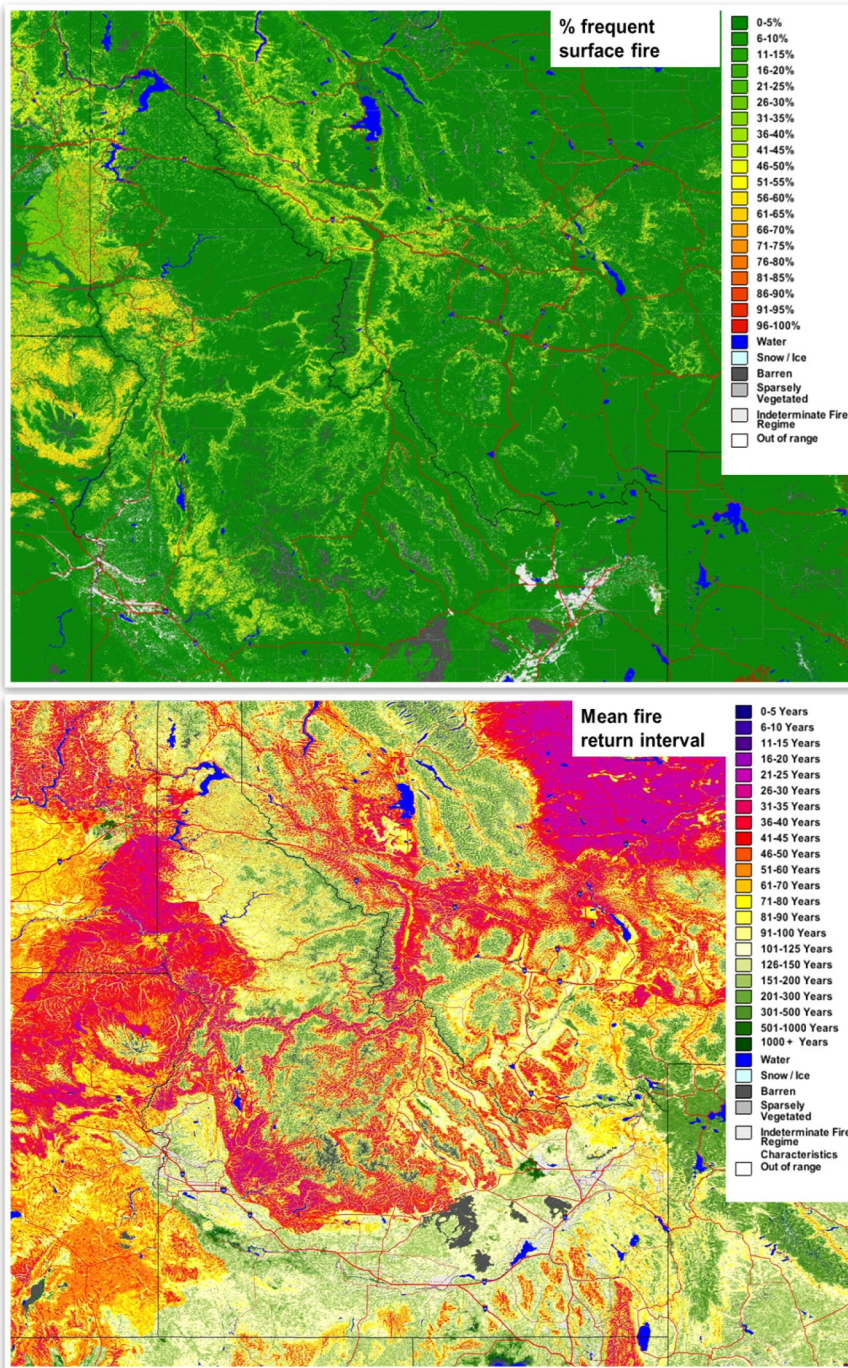 % frequent
surface fire
0-5%
6-10%
11-15%
16-20%
21-25%
26-30%
31-35%
36-40%
41-45%
46-50%
51-55%
56-60%
61-65%
66-70%
71-75%
76-80%
81-85%
86-90%
91-95%
96-100%
Water
Snow / Ice
Barren
Sparsely
Vegetated
Indeterminate Fire
Regime
Out of range
Mean fire
return interval
0-5 Years
6-10 Years
11-15 Years
16-20 Years
21-25 Years
26-30 Years
31-35 Years
36-40 Years
41-45 Years
46-50 Years
51-60 Years
61-70 Years
71-80 Years
81-90 Years
91-100 Years
101-125 Years
126-150 Years
151-200 Years
201-300 Years
301-500 Years
501-1000 Years
1000 + Years
Water
Snow / Ice
Barren
Sparsely
Vegetated
Indeterminate Fire
Regime
Characteristics
Out of range